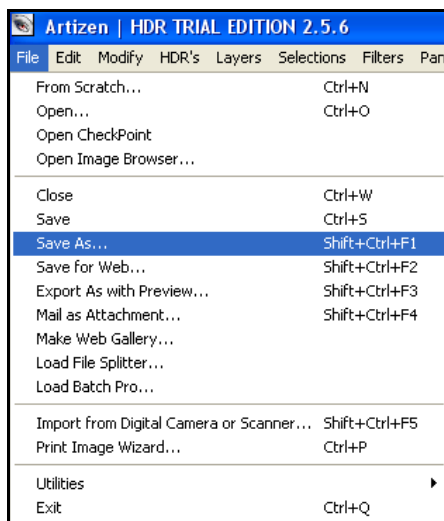 Artizen | HDR TRIAL EDITION 2.5.6
File Edit Modify HDR's Layers Selections Filters Pan
From Scratch... Ctrl+N
Open... Ctrl+O
Open CheckPoint
Open Image Browser...
Close Ctrl+W
Save Ctrl+S
Save As... Shift+Ctrl+F1
Save for Web... Shift+Ctrl+F2
Export As with Preview... Shift+Ctrl+F3
Mail as Attachment... Shift+Ctrl+F4
Make Web Gallery...
Load File Splitter...
Load Batch Pro...
Import from Digital Camera or Scanner... Shift+Ctrl+F5
Print Image Wizard... Ctrl+P
Utilities
Exit Ctrl+Q